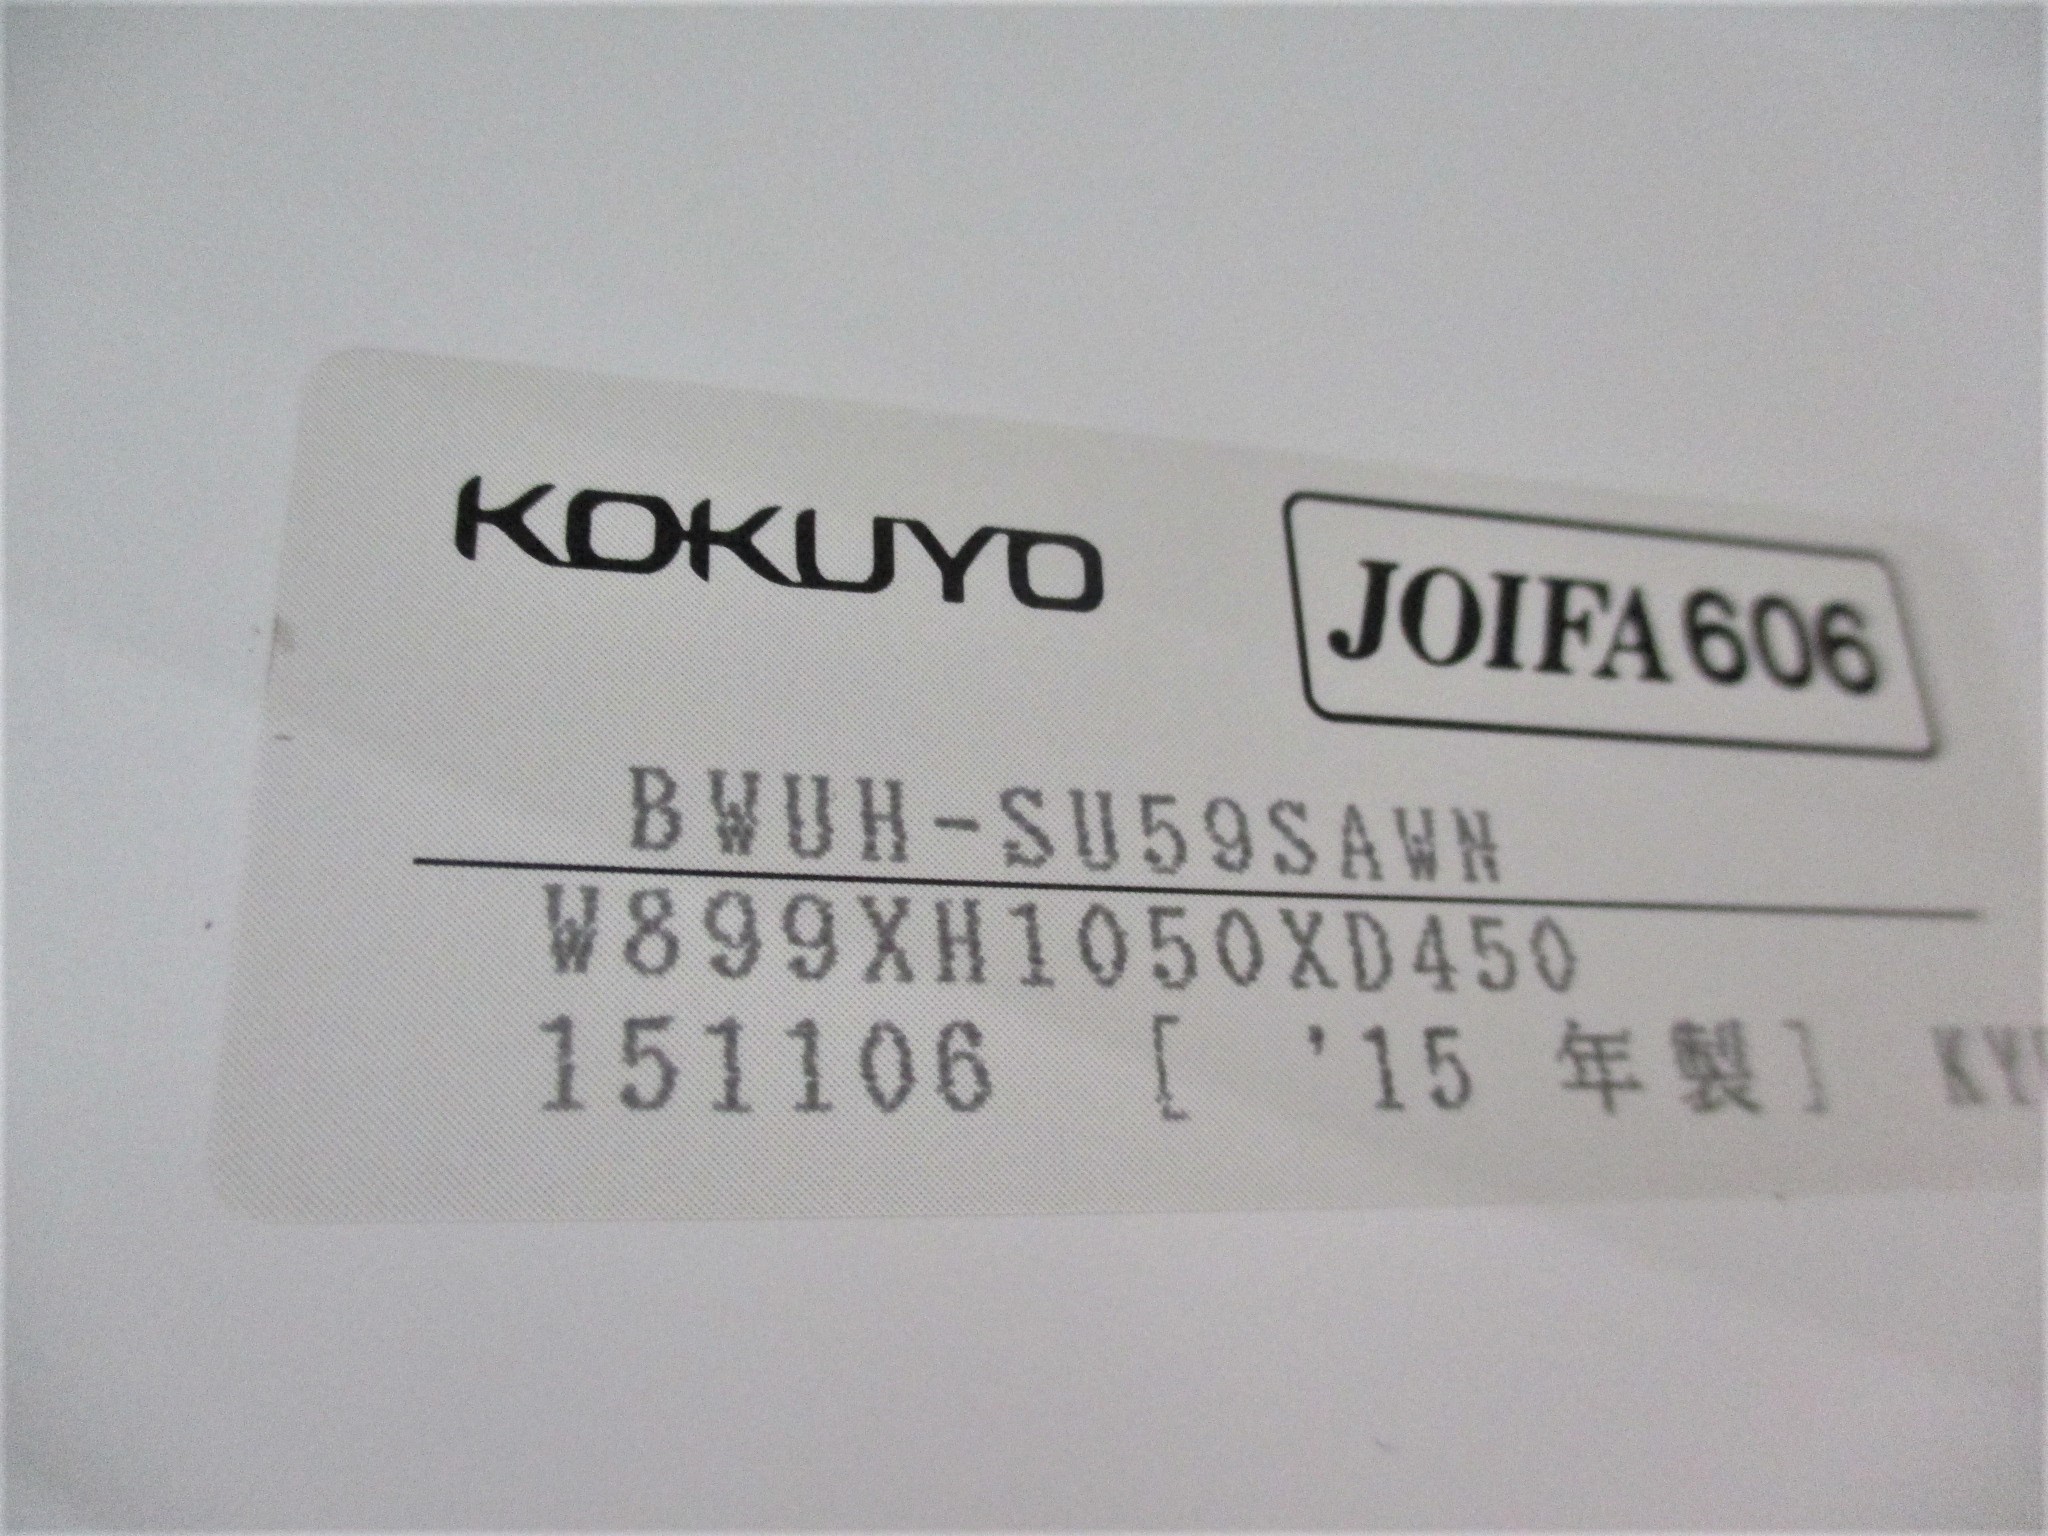 KOKUYO
JOIFA606
BWUH-SU59SAWN
W899XH1050XD450
151106 [ '15 年製]